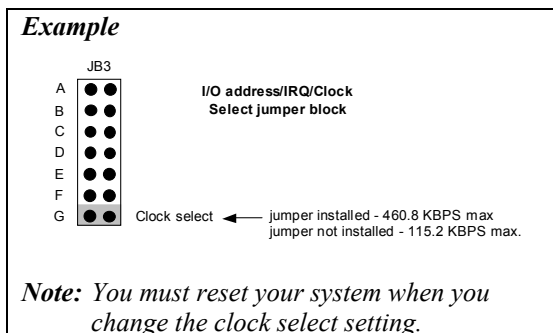 Example
JB3
A
I/O address/IRQ/Clock
B
Select jumper block
C
D
E
F
G Clock select jumper installed - 460.8 KBPS max
jumper not installed - 115.2 KBPS max.
Note: You must reset your system when you
change the clock select setting.